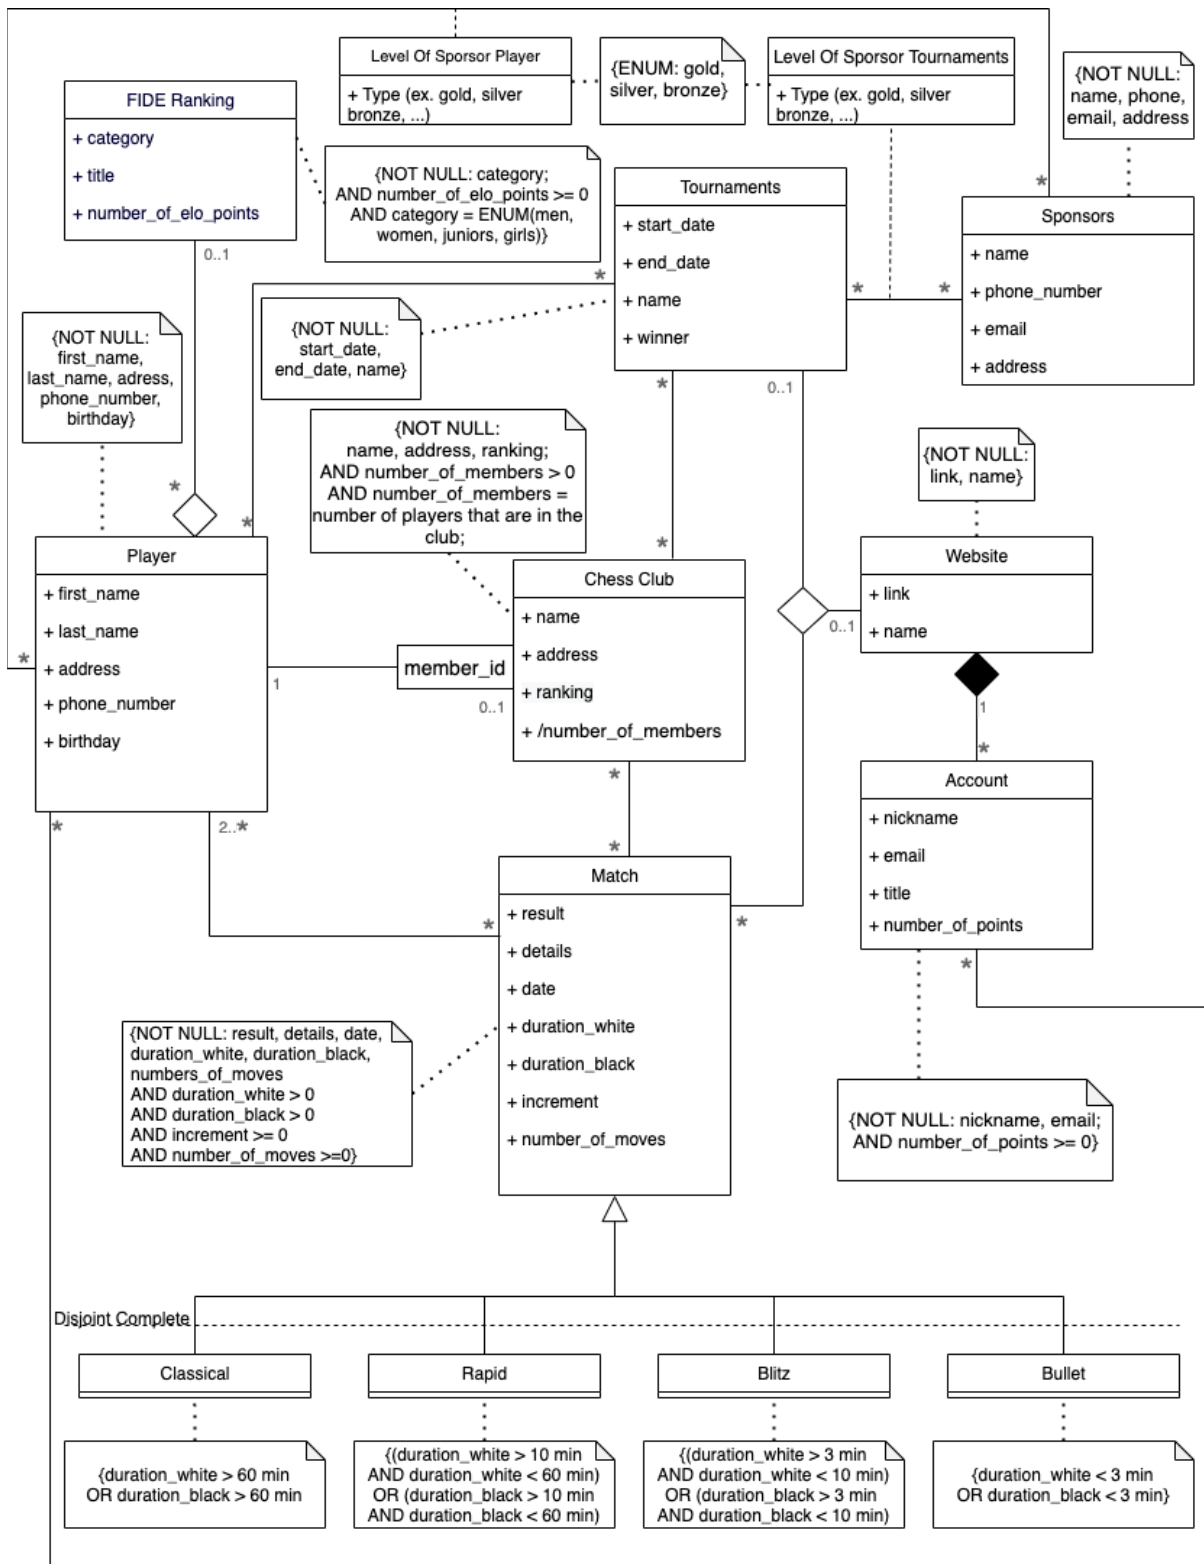 Level Of Sporsor Player
+ Type (ex. gold, silver
bronze, ...)
{ENUM: gold,
silver, bronze}
Level Of Sporsor Tournaments
+ Type (ex. gold, silver
bronze, ...)
{NOT NULL:
name, phone,
email, address
FIDE Ranking
+ category
+ title
+ number_of_elo_points
0..1
*
{NOT NULL: category;
AND number_of_elo_points >= 0
AND category = ENUM(men,
women, juniors, girls)}
*
Tournaments
+ start_date
+ end_date
+ name
+ winner
*
*
*
0..1
*
Sponsors
+ name
+ phone_number
+ email
+ address
{NOT NULL:
first_name,
last_name, adress,
phone_number,
birthday}
{NOT NULL:
start_date,
end_date, name}
{NOT NULL:
name, address, ranking;
AND number_of_members > 0
AND number_of_members =
number of players that are in the
club;
{NOT NULL:
link, name}
*
Player
+ first_name
+ last_name
+ address
+ phone_number
+ birthday
*
1
member_id
0..1
*
Chess Club
+ name
+ address
+ ranking
+ /number_of_members
*
0..1
Website
+ link
+ name
1
*
Account
+ nickname
+ email
+ title
+ number_of_points
*
*
2..*
*
*
*
Match
+ result
+ details
+ date
+ duration_white
+ duration_black
+ increment
+ number_of_moves
{NOT NULL: result, details, date,
duration_white, duration_black,
numbers_of_moves
AND duration_white > 0
AND duration_black > 0
AND increment >= 0
AND number_of_moves >=0}
{NOT NULL: nickname, email;
AND number_of_points >= 0}
Disjoint Complete
Classical
Rapid
Blitz
Bullet
{duration_white > 60 min
OR duration_black > 60 min
{(duration_white > 10 min
AND duration_white < 60 min)
OR (duration_black > 10 min
AND duration_black < 60 min)
{(duration_white > 3 min
AND duration_white < 10 min)
OR (duration_black > 3 min
AND duration_black < 10 min)
{duration_white < 3 min
OR duration_black < 3 min}